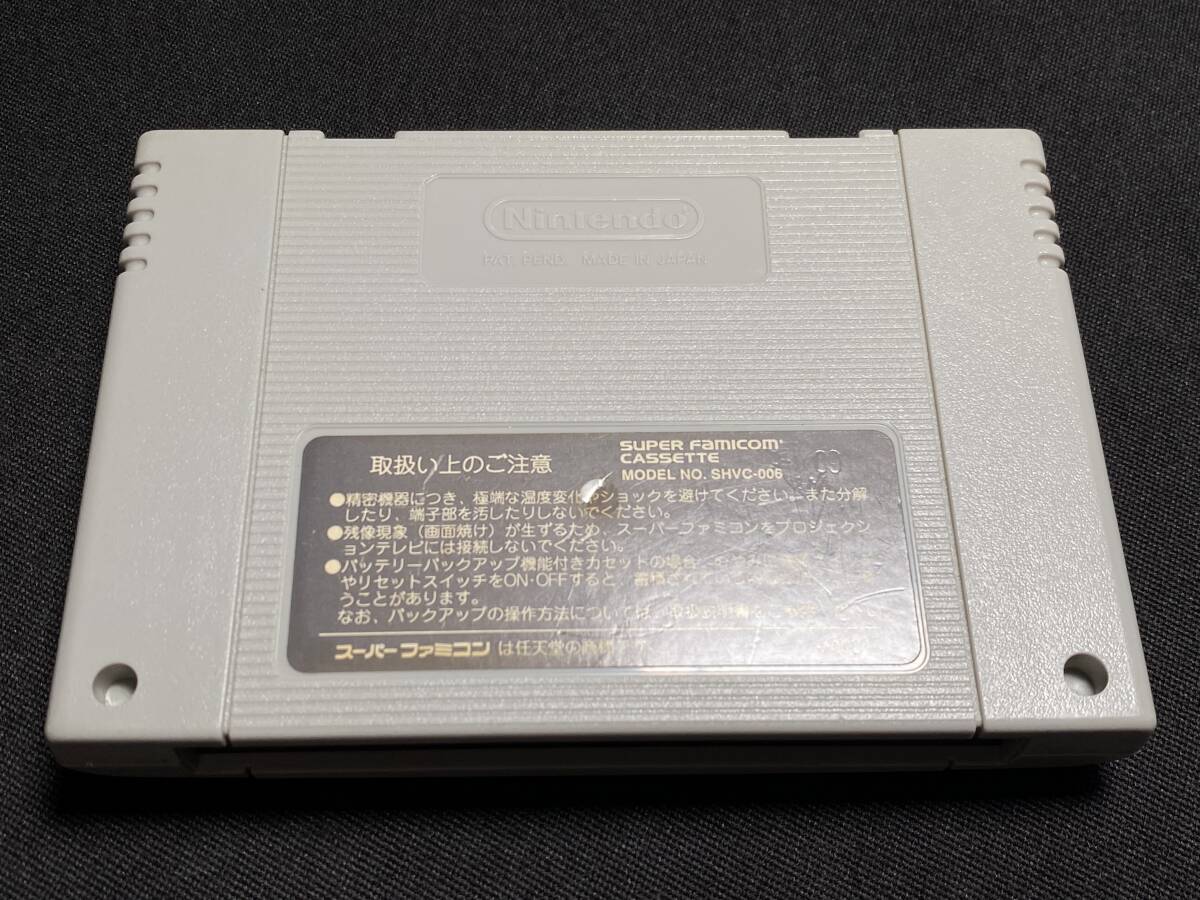 Nintendo
PAT. PEND. MADE IN JAPAN
取扱い上のご注意
SUPER FAMICOM
CASSETTE
MODEL NO. SHVC-006
●精密機器につき、極端な温度変化やショックを避けてください。また分解
したり、端子部を汚したりしないでください。
●残像現象(画面焼け)が生ずるため、スーパーファミコンをプロジェクシ
ョンテレビには接続しないでください。
●バッテリーバックアップ機能付きカセットの場合、
やリセットスイッチをON・OFFすると、
うことがあります。
なお、バックアップの操作方法については、
スーパーファミコン は任天堂の商標です。